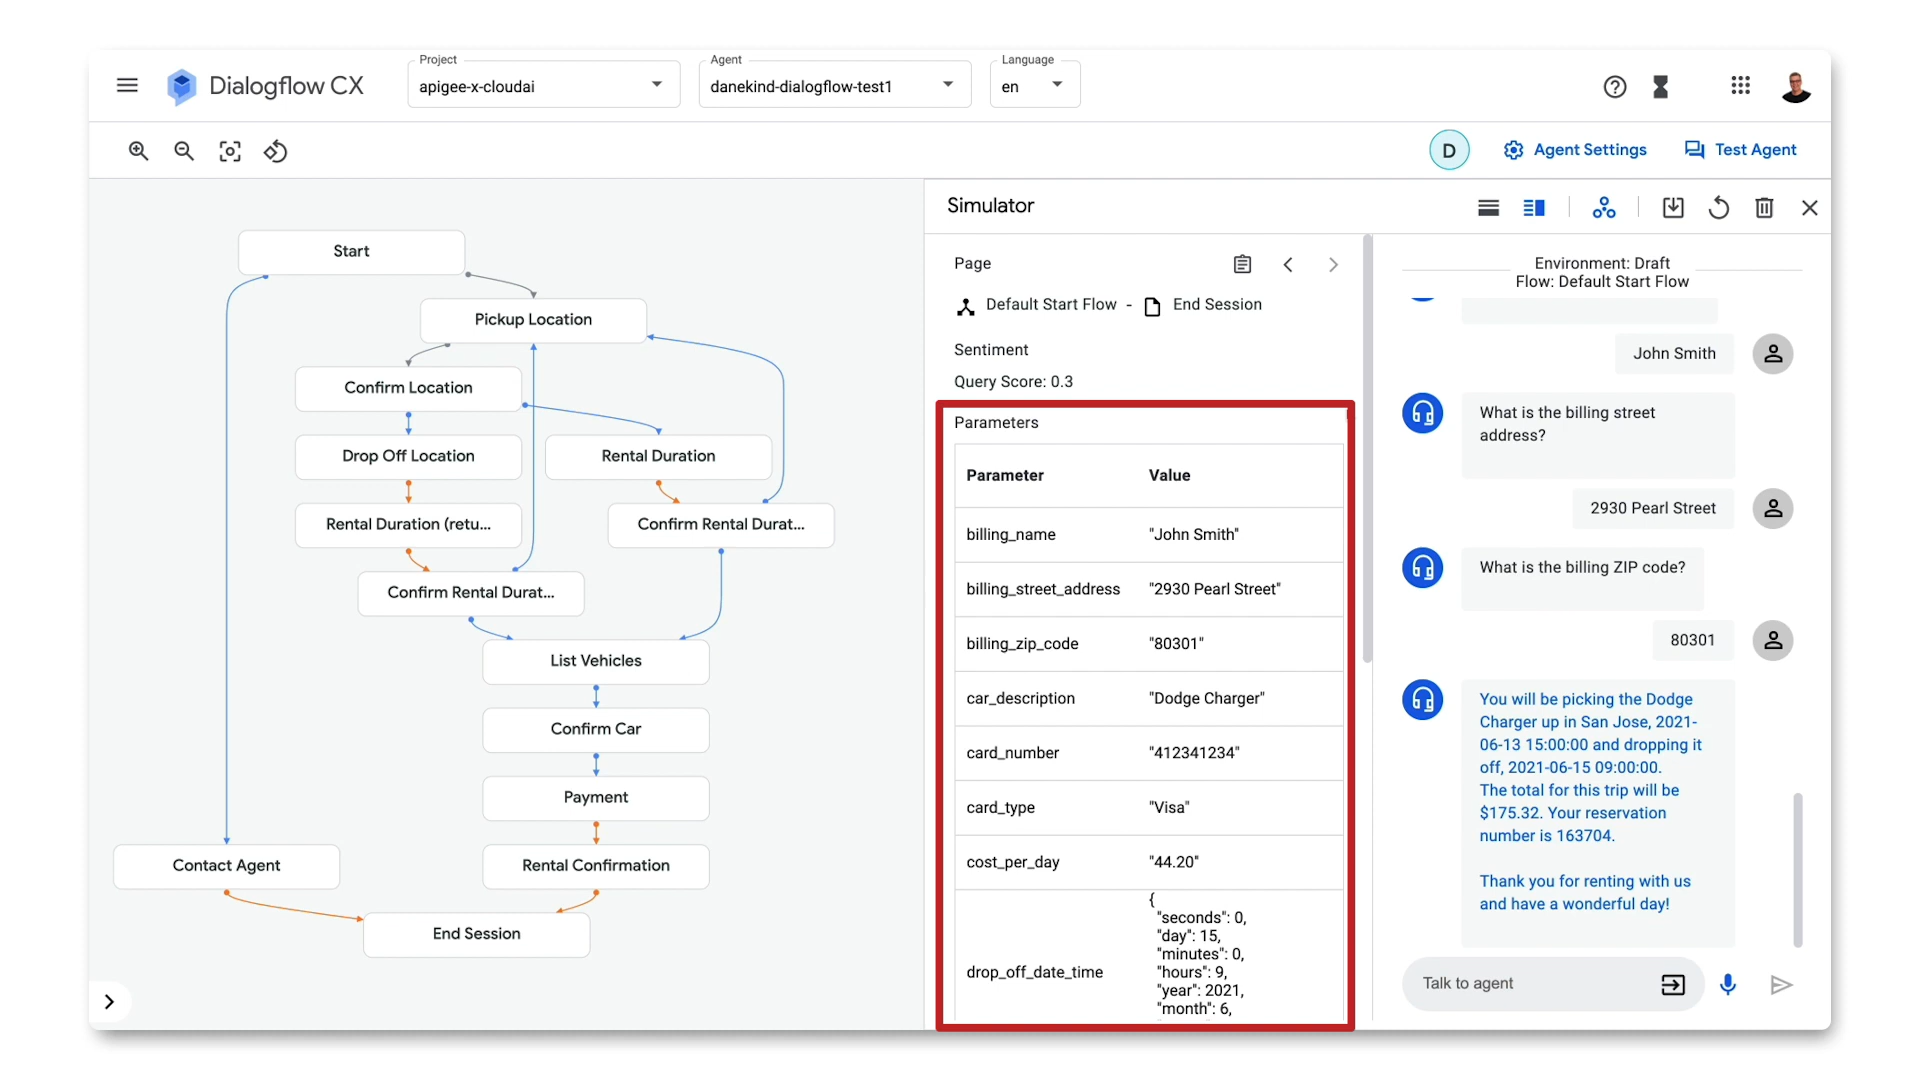 Project
Agent
Language
Dialogflow CX
apigee-x-cloudai
danekind-dialogflow-test1
en
D
Agent Settings
Test Agent
Start
Pickup Location
Confirm Location
Drop Off Location
Rental Duration
Rental Duration (retu...
Confirm Rental Durat...
Confirm Rental Durat...
List Vehicles
Confirm Car
Payment
Contact Agent
Rental Confirmation
End Session
Simulator
Page
Default Start Flow - End Session
Sentiment
Query Score: 0.3
Parameters
Parameter Value
billing_name "John Smith"
billing_street_address "2930 Pearl Street"
billing_zip_code "80301"
car_description "Dodge Charger"
card_number "412341234"
card_type "Visa"
cost_per_day "44.20"
drop_off_date_time
{
"seconds": 0,
"day": 15,
"minutes": 0,
"hours": 9,
"year": 2021,
"month": 6,
Environment: Draft
Flow: Default Start Flow
John Smith
What is the billing street
address?
2930 Pearl Street
What is the billing ZIP code?
80301
You will be picking the Dodge
Charger up in San Jose, 2021-
06-13 15:00:00 and dropping it
off, 2021-06-15 09:00:00.
The total for this trip will be
$175.32. Your reservation
number is 163704.
Thank you for renting with us
and have a wonderful day!
Talk to agent